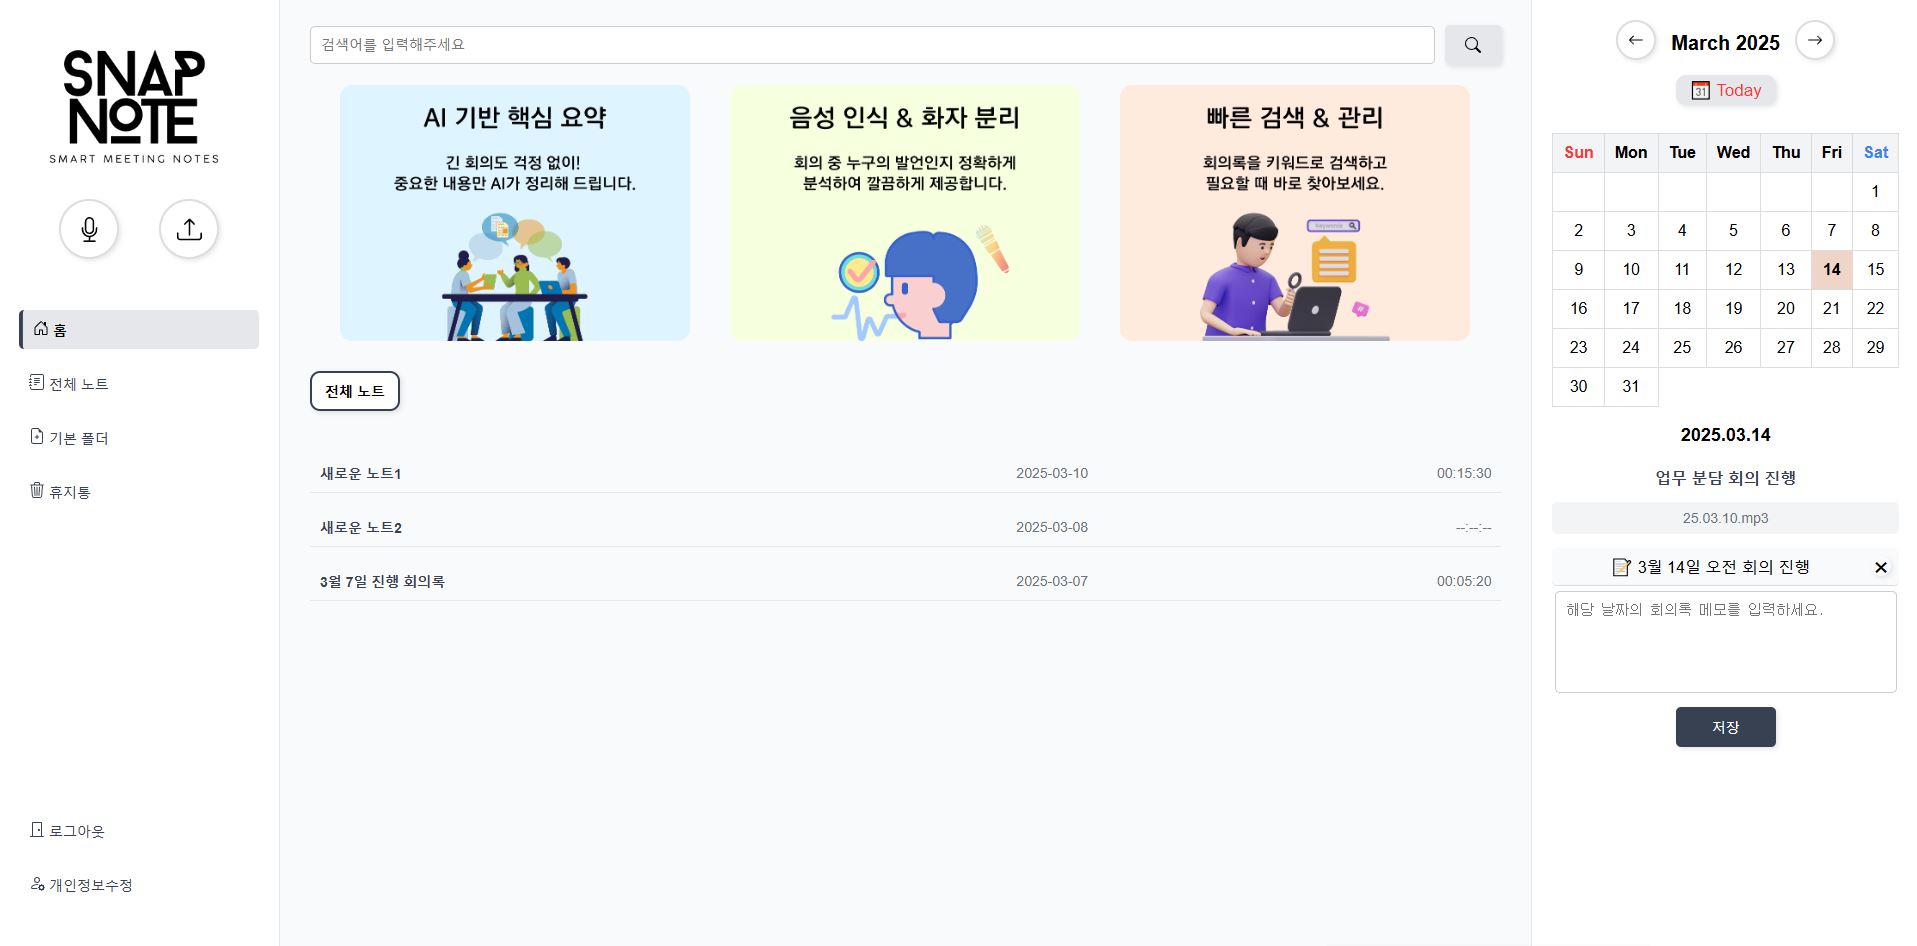 SNAP
NOTE
SMART MEETING NOTES
홈
전체 노트
기본 폴더
휴지통
로그아웃
개인정보수정
검색어를 입력해주세요
AI 기반 핵심 요약
긴 회의도 걱정 없이!
중요한 내용만 AI가 정리해 드립니다.
음성 인식 & 화자 분리
회의 중 누구의 발언인지 정확하게
분석하여 깔끔하게 제공합니다.
빠른 검색 & 관리
회의록을 키워드로 검색하고
필요할 때 바로 찾아보세요.
Keywords
전체 노트
새로운 노트1 2025-03-10 00:15:30
새로운 노트2 2025-03-08 --:--:--
3월 7일 진행 회의록 2025-03-07 00:05:20
← March 2025 →
31 Today
Sun Mon Tue Wed Thu Fri Sat
1
2 3 4 5 6 7 8
9 10 11 12 13 14 15
16 17 18 19 20 21 22
23 24 25 26 27 28 29
30 31
2025.03.14
업무 분담 회의 진행
25.03.10.mp3
📝 3월 14일 오전 회의 진행 ×
해당 날짜의 회의록 메모를 입력하세요.
저장